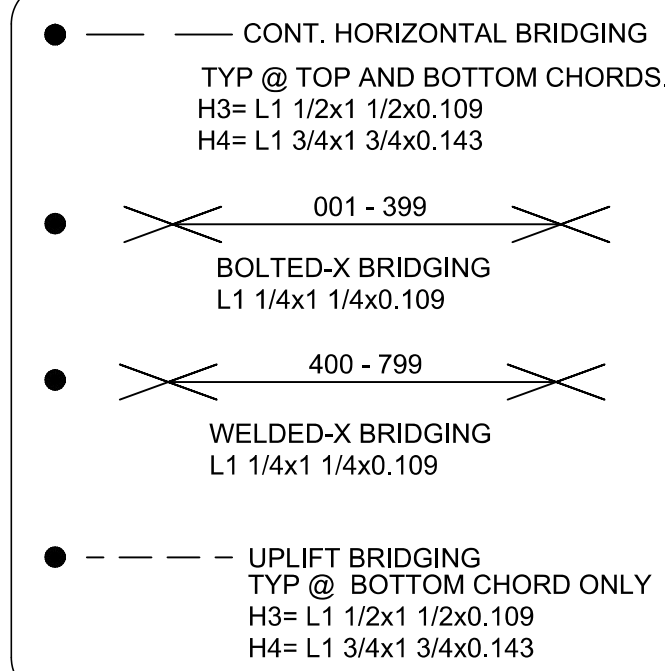 CONT. HORIZONTAL BRIDGING
TYP @ TOP AND BOTTOM CHORDS.
H3= L1 1/2x1 1/2x0.109
H4= L1 3/4x1 3/4x0.143
001 - 399
BOLTED-X BRIDGING
L1 1/4x1 1/4x0.109
400 - 799
WELDED-X BRIDGING
L1 1/4x1 1/4x0.109
UPLIFT BRIDGING
TYP @ BOTTOM CHORD ONLY
H3= L1 1/2x1 1/2x0.109
H4= L1 3/4x1 3/4x0.143